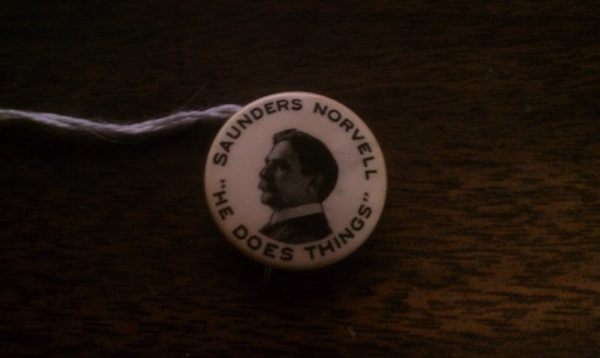 SAUNDERS NORVELL
"HE DOES THINGS"